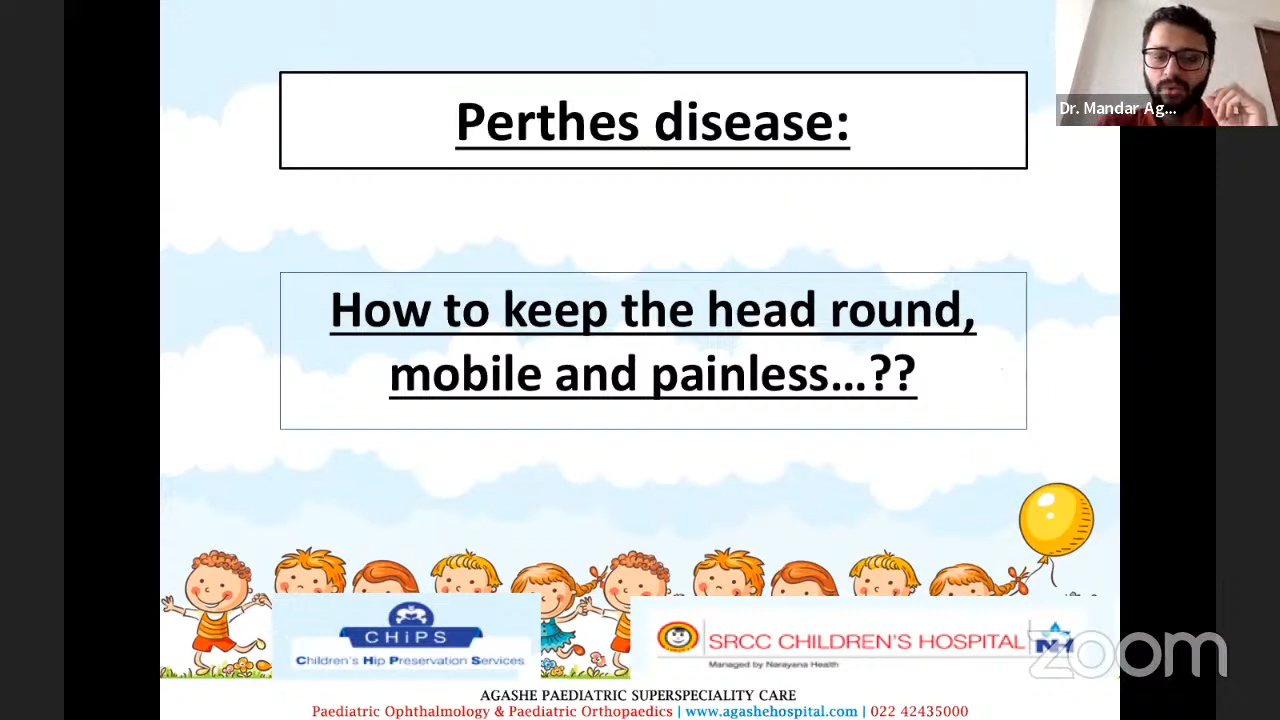 Perthes disease:
Dr. Mandar Ag...
How to keep the head round,
mobile and painless...??
CHiPS
Children's Hip Preservation Services
SRCC CHILDREN'S HOSPITAL
Managed by Narayana Health
NH
zoom
AGASHE PAEDIATRIC SUPERSPECIALITY CARE
Paediatric Ophthalmology & Paediatric Orthopaedics | www.agashehospital.com | 022 42435000